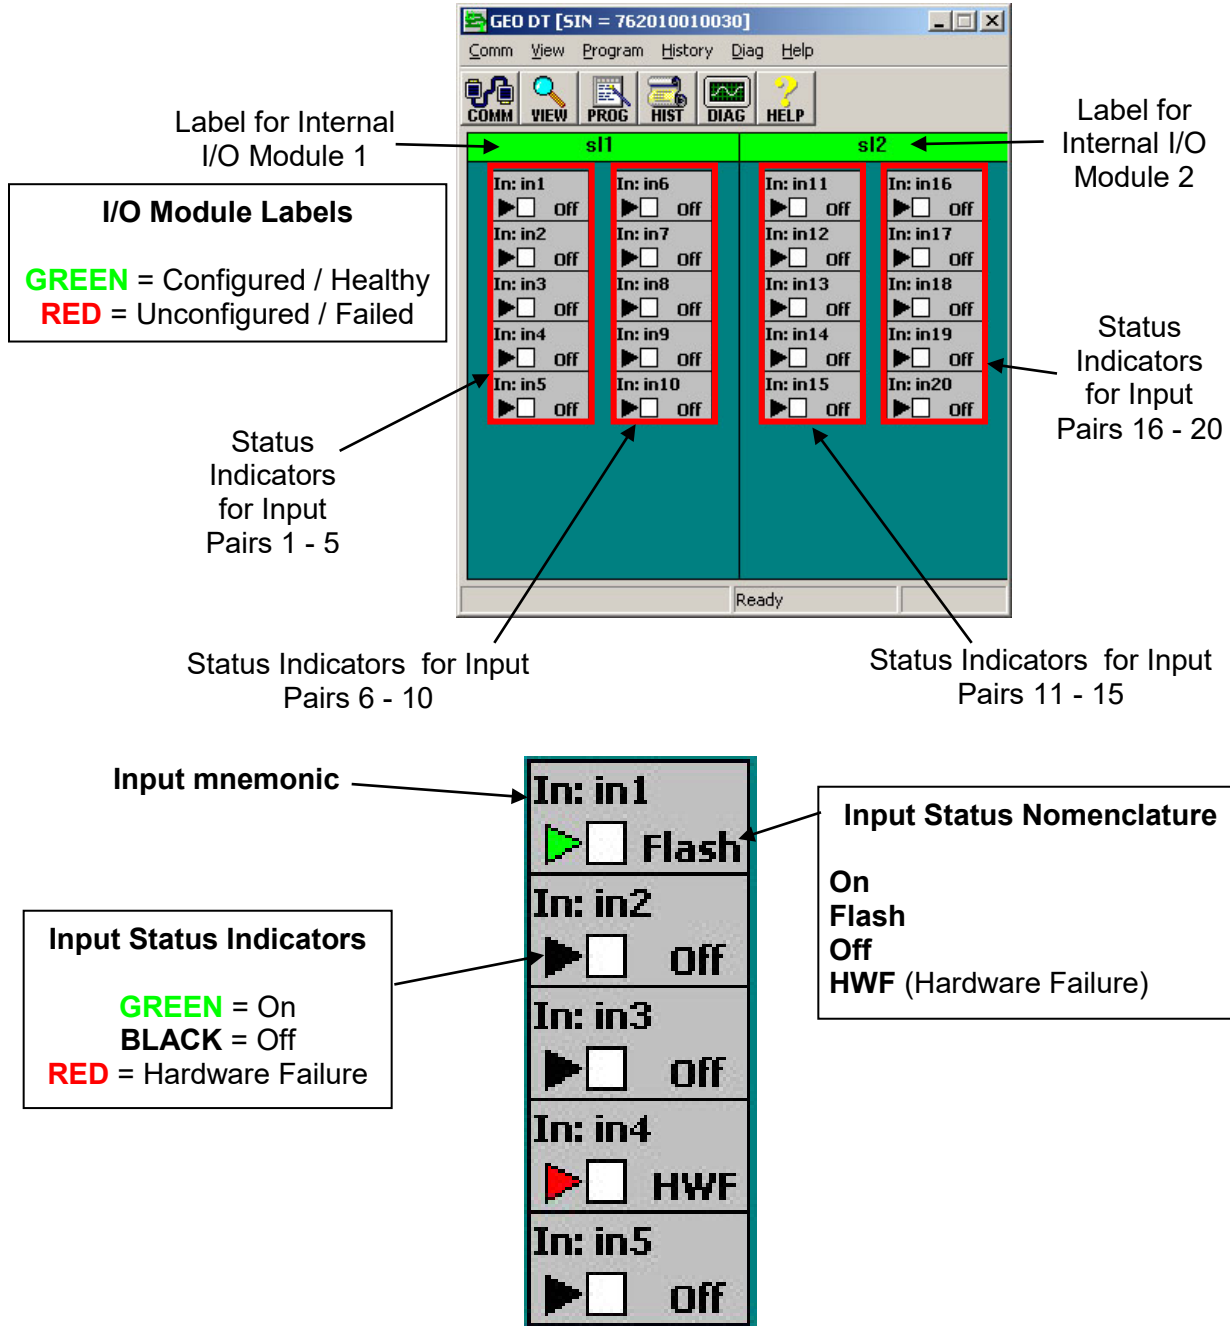 GEO DT [SIN = 762010010030]
Comm View Program History Diag Help
COMM VIEW PROG HIST DIAG HELP
Label for Internal
I/O Module 1
Label for
Internal I/O
Module 2
sl1 sl2
I/O Module Labels
GREEN = Configured / Healthy
RED = Unconfigured / Failed
In: in1 In: in6 In: in11 In: in16
Off Off Off Off
In: in2 In: in7 In: in12 In: in17
Off Off Off Off
In: in3 In: in8 In: in13 In: in18
Off Off Off Off
In: in4 In: in9 In: in14 In: in19
Off Off Off Off
In: in5 In: in10 In: in15 In: in20
Off Off Off Off
Status
Indicators
for Input
Pairs 16 - 20
Status
Indicators
for Input
Pairs 1 - 5
Ready
Status Indicators for Input
Pairs 6 - 10
Status Indicators for Input
Pairs 11 - 15
Input mnemonic
In: in1
Flash
In: in2
Off
In: in3
Off
In: in4
HWF
In: in5
Off
Input Status Nomenclature
On
Flash
Off
HWF (Hardware Failure)
Input Status Indicators
GREEN = On
BLACK = Off
RED = Hardware Failure